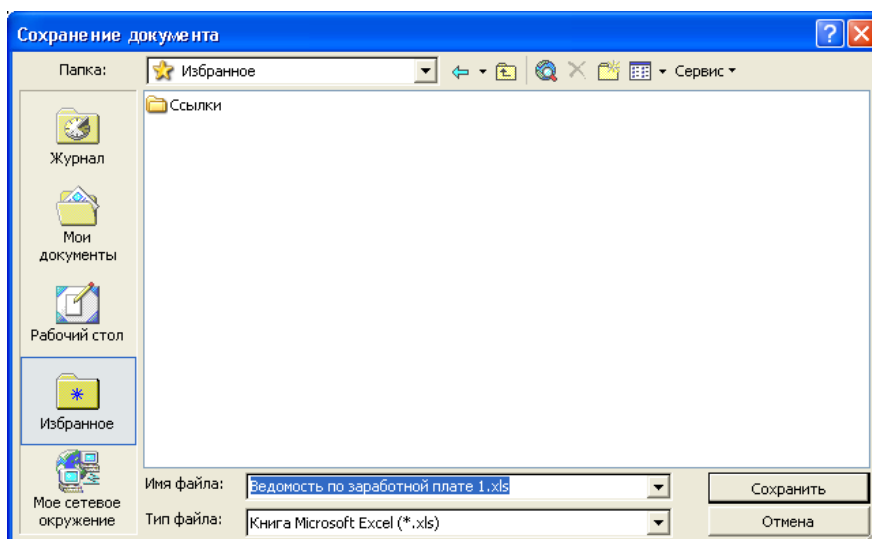 Сохранение документа
Папка:
Избранное
Сервис
Ссылки
Журнал
Мои
документы
Рабочий стол
Избранное
Мое сетевое
окружение
Имя файла:
Ведомость по заработной плате 1.xls
Сохранить
Тип файла:
Книга Microsoft Excel (*.xls)
Отмена